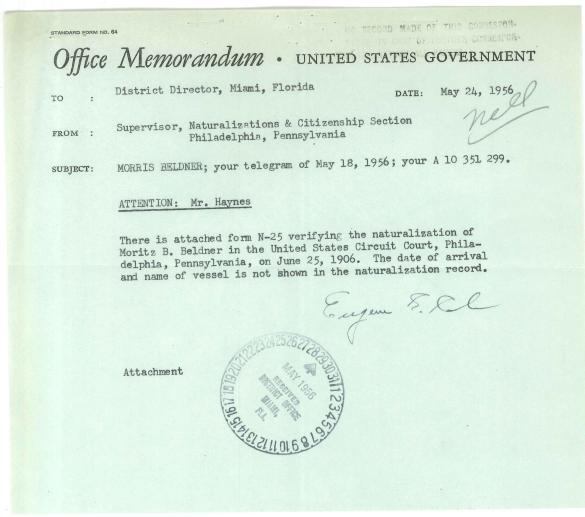 STANDARD FORM NO. 64
NO RECORD MADE OF THIS CORRESPON-
Office Memorandum • UNITED STATES GOVERNMENT
TO : District Director, Miami, Florida DATE: May 24, 1956
FROM : Supervisor, Naturalizations & Citizenship Section
Philadelphia, Pennsylvania
SUBJECT: MORRIS BELDNER; your telegram of May 18, 1956; your A 10 351 299.
ATTENTION: Mr. Haynes
There is attached form N-25 verifying the naturalization of
Moritz B. Beldner in the United States Circuit Court, Phila-
delphia, Pennsylvania, on June 25, 1906. The date of arrival
and name of vessel is not shown in the naturalization record.
Eugene
Attachment
1 2 3 4 5 6 7 8 9 10 11 12 13 14 15 16 17 18 19 20 21 22 23 24 25 26 27 28 29 30 31
MAY 1956
RECEIVED
DISTRICT OFFICE
MIAMI,
FLA.